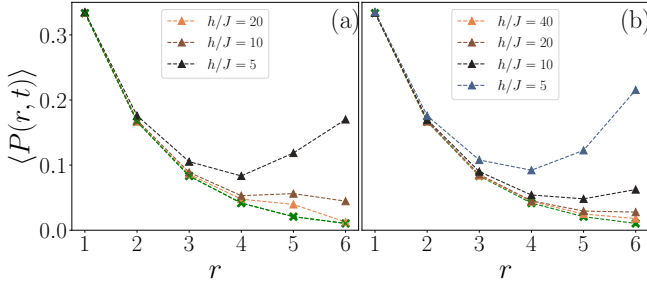 (a)
h/J = 20
h/J = 10
h/J = 5
⟨P(r, t)⟩
0.3
0.2
0.1
0.0
1 2 3 4 5 6
r
(b)
h/J = 40
h/J = 20
h/J = 10
h/J = 5
1 2 3 4 5 6
r